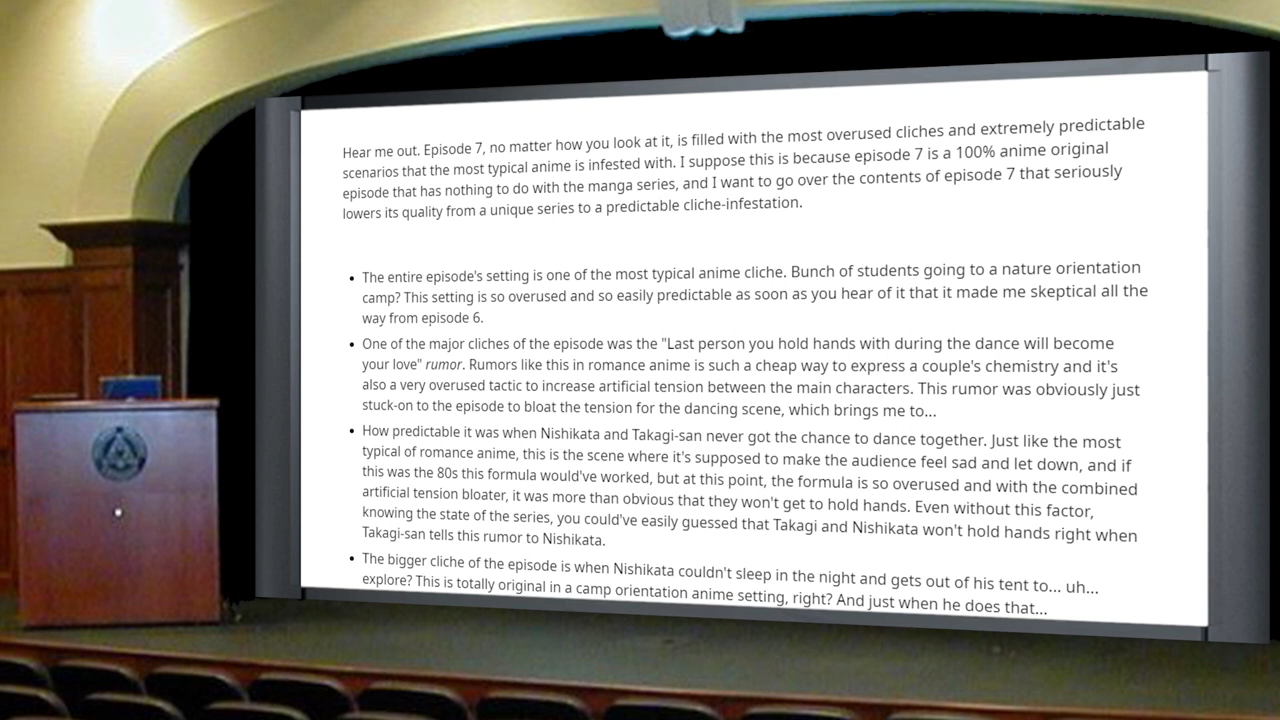 Hear me out. Episode 7, no matter how you look at it, is filled with the most overused cliches and extremely predictable
scenarios that the most typical anime is infested with. I suppose this is because episode 7 is a 100% anime original
episode that has nothing to do with the manga series, and I want to go over the contents of episode 7 that seriously
lowers its quality from a unique series to a predictable cliche-infestation.
• The entire episode's setting is one of the most typical anime cliche. Bunch of students going to a nature orientation
camp? This setting is so overused and so easily predictable as soon as you hear of it that it made me skeptical all the
way from episode 6.
• One of the major cliches of the episode was the "Last person you hold hands with during the dance will become
your love" rumor. Rumors like this in romance anime is such a cheap way to express a couple's chemistry and it's
also a very overused tactic to increase artificial tension between the main characters. This rumor was obviously just
stuck-on to the episode to bloat the tension for the dancing scene, which brings me to...
• How predictable it was when Nishikata and Takagi-san never got the chance to dance together. Just like the most
typical of romance anime, this is the scene where it's supposed to make the audience feel sad and let down, and if
this was the 80s this formula would've worked, but at this point, the formula is so overused and with the combined
artificial tension bloater, it was more than obvious that they won't get to hold hands. Even without this factor,
knowing the state of the series, you could've easily guessed that Takagi and Nishikata won't hold hands right when
Takagi-san tells this rumor to Nishikata.
• The bigger cliche of the episode is when Nishikata couldn't sleep in the night and gets out of his tent to... uh...
explore? This is totally original in a camp orientation anime setting, right? And just when he does that...